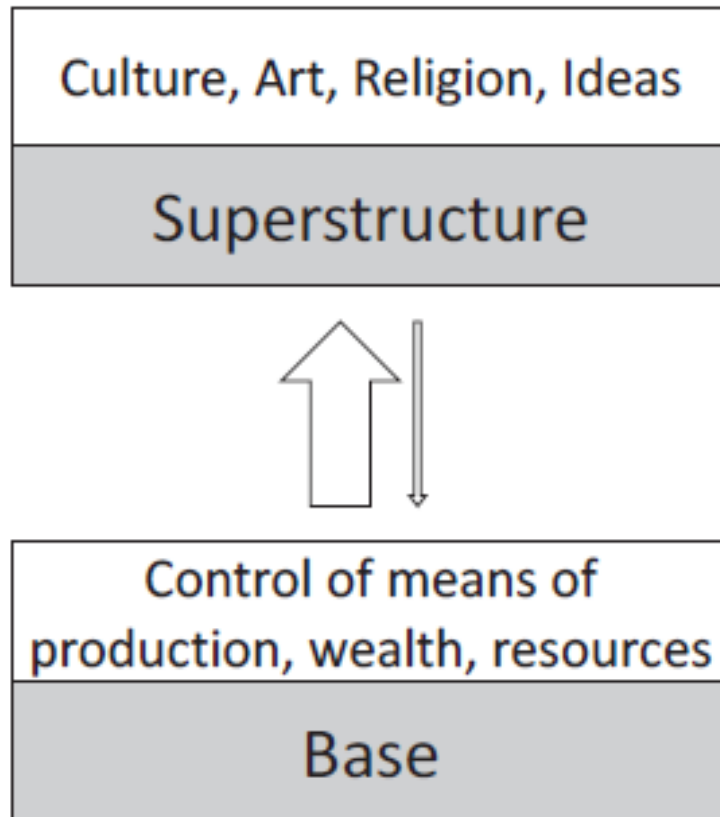 Culture, Art, Religion, Ideas
Superstructure
Control of means of
production, wealth, resources
Base